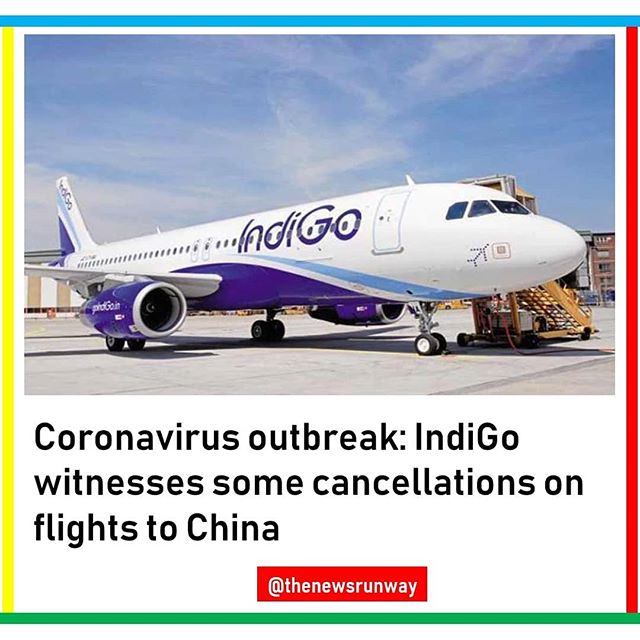 IndiGo
goIndiGo.in
Coronavirus outbreak: IndiGo
witnesses some cancellations on
flights to China
@thenewsrunway